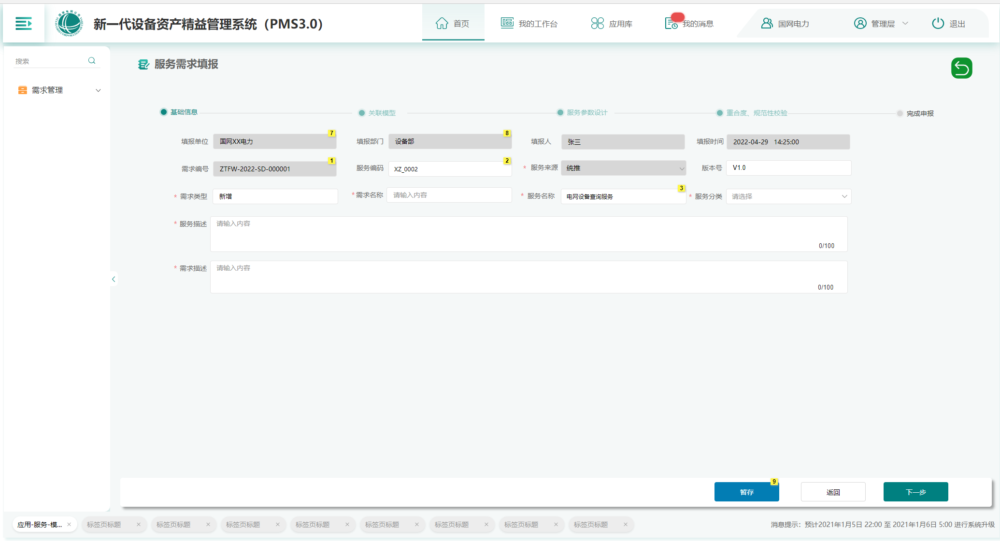 新一代设备资产精益管理系统（PMS3.0）
首页
我的工作台
应用库
我的消息
国网电力
管理层
退出
搜索
需求管理
服务需求填报
基础信息
关联模型
服务参数设计
重合度、规范性校验
完成申报
填报单位 国网XX电力 7
填报部门 设备部 8
填报人 张三
填报时间 2022-04-29 14:25:00
需求编号 ZTFW-2022-SD-000001 1
服务编码 XZ_0002 2
* 服务来源 统推
版本号 V1.0
* 需求类型 新增
*需求名称 请输入内容
* 服务名称 电网设备查询服务 3
* 服务分类 请选择
* 服务描述 请输入内容
0/100
* 需求描述 请输入内容
0/100
暂存 9
返回
下一步
应用-服务-模... ×
标签页标题 ×
标签页标题 ×
标签页标题 ×
标签页标题 ×
标签页标题 ×
标签页标题 ×
标签页标题 ×
标签页标题 ×
消息提示：预计2021年1月5日 22:00 至 2021年1月6日 5:00 进行系统升级